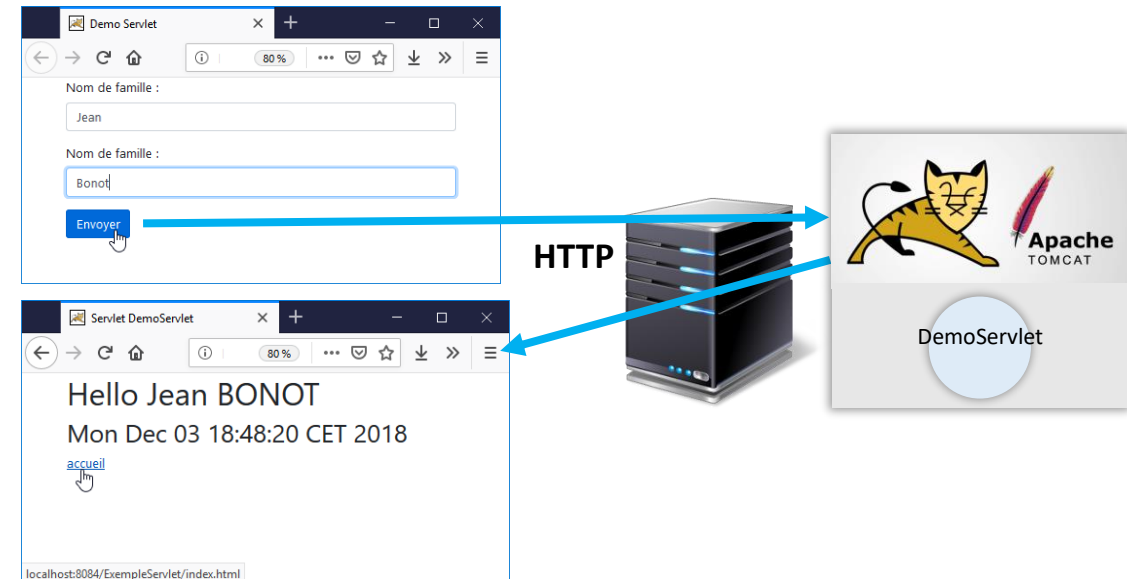 Demo Servlet
80 %
Nom de famille :
Jean
Nom de famille :
Bonot
Envoyer
HTTP
Apache
TOMCAT
DemoServlet
Servlet DemoServlet
80 %
Hello Jean BONOT
Mon Dec 03 18:48:20 CET 2018
accueil
localhost:8084/ExempleServlet/index.html